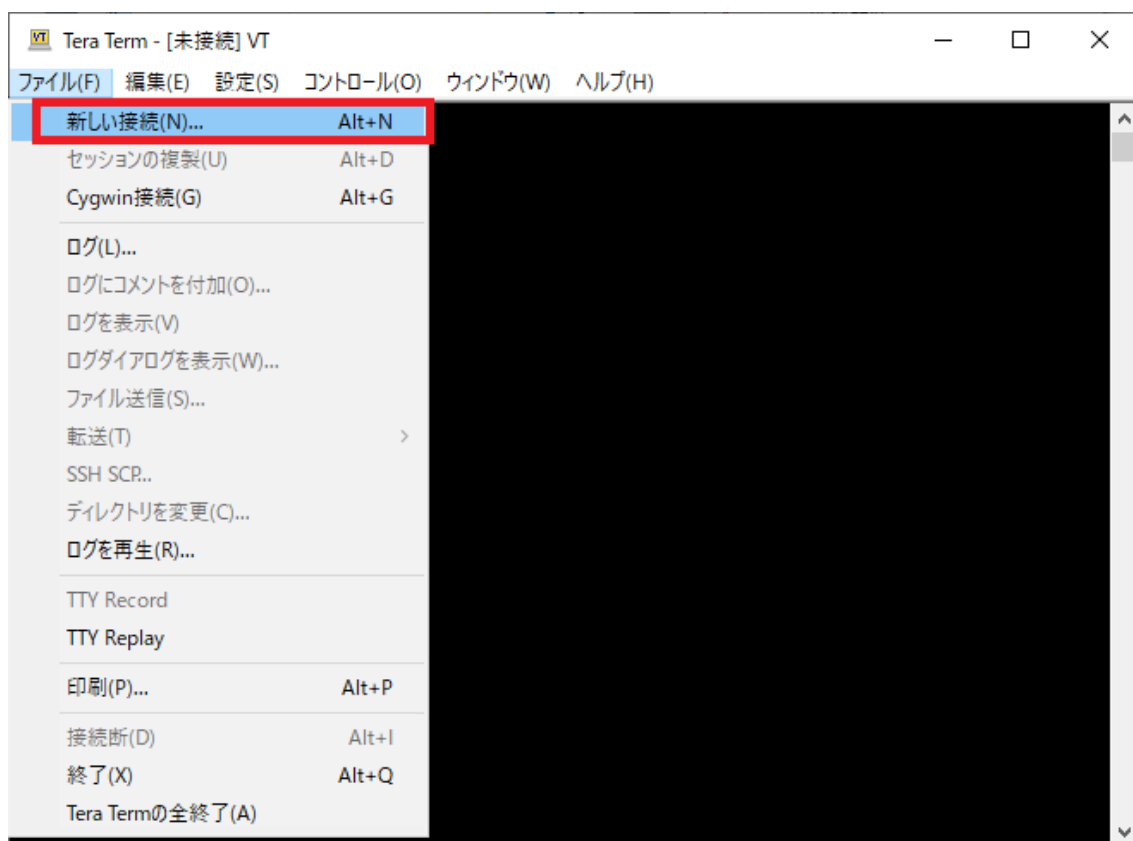 Tera Term - [未接続] VT
ファイル(F) 編集(E) 設定(S) コントロール(O) ウィンドウ(W) ヘルプ(H)
新しい接続(N)... Alt+N
セッションの複製(U) Alt+D
Cygwin接続(G) Alt+G
ログ(L)...
ログにコメントを付加(O)...
ログを表示(V)
ログダイアログを表示(W)...
ファイル送信(S)...
転送(T)
SSH SCP...
ディレクトリを変更(C)...
ログを再生(R)...
TTY Record
TTY Replay
印刷(P)... Alt+P
接続断(D) Alt+I
終了(X) Alt+Q
Tera Termの全終了(A)